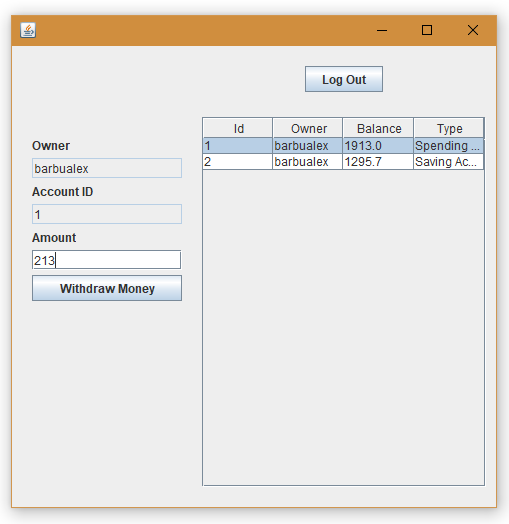 Log Out
Owner
barbualex
Account ID
1
Amount
213
Withdraw Money
Id Owner Balance Type
1 barbualex 1913.0 Spending ...
2 barbualex 1295.7 Saving Ac...